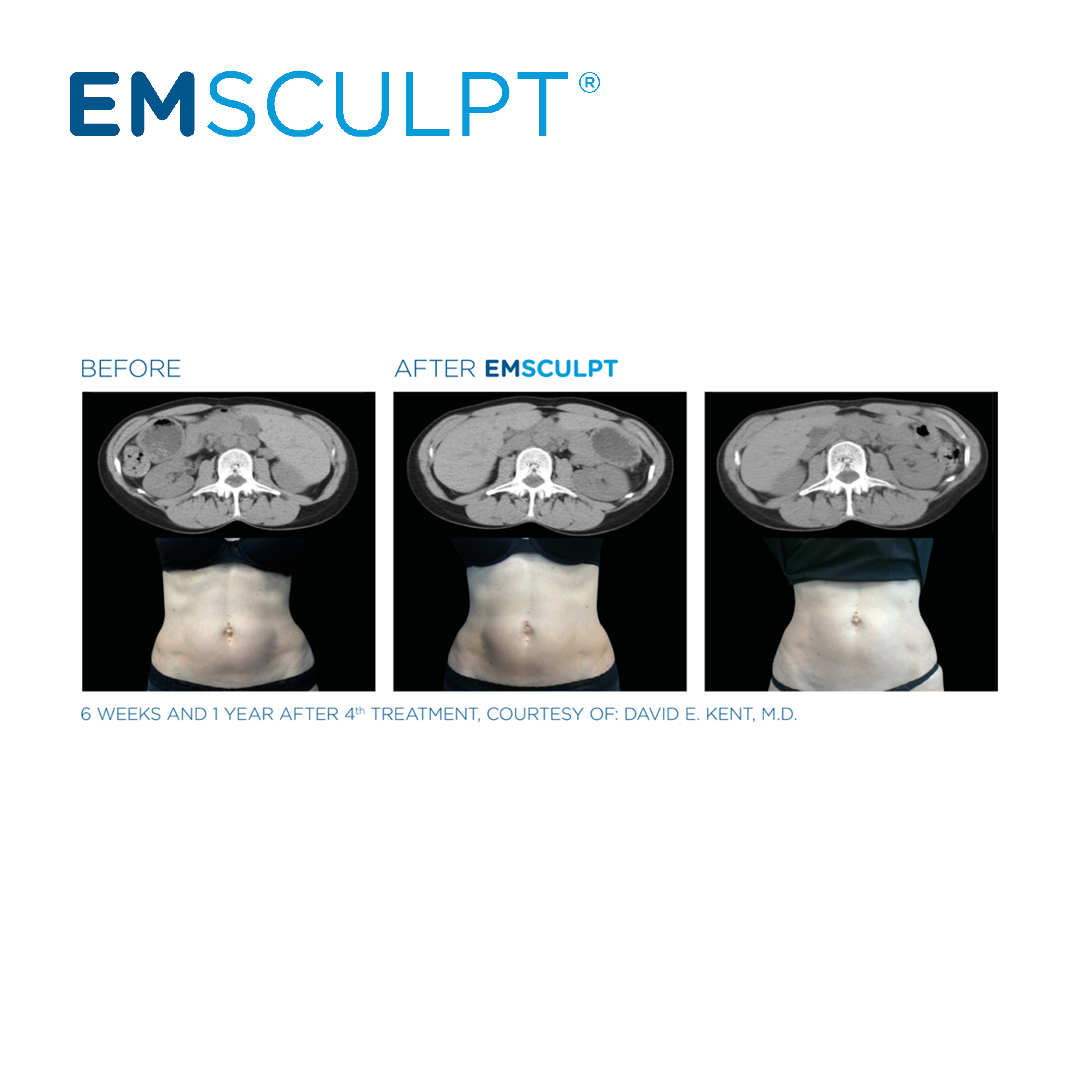 EMSCULPT®
BEFORE
AFTER EMSCULPT
6 WEEKS AND 1 YEAR AFTER 4th TREATMENT, COURTESY OF: DAVID E. KENT, M.D.